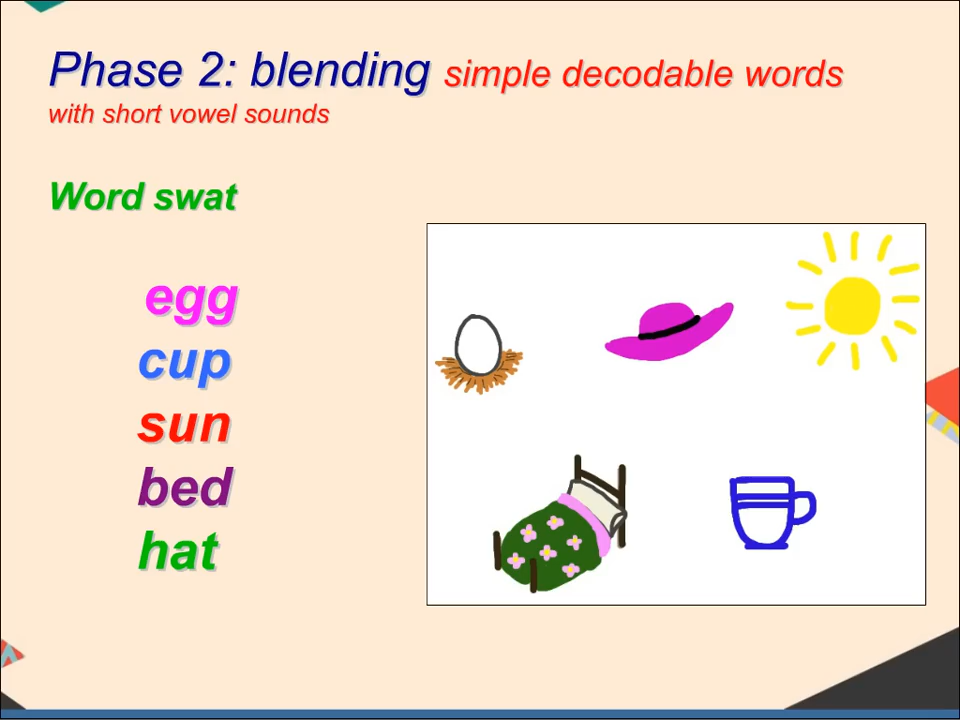 Phase 2: blending simple decodable words
with short vowel sounds
Word swat
egg
cup
sun
bed
hat